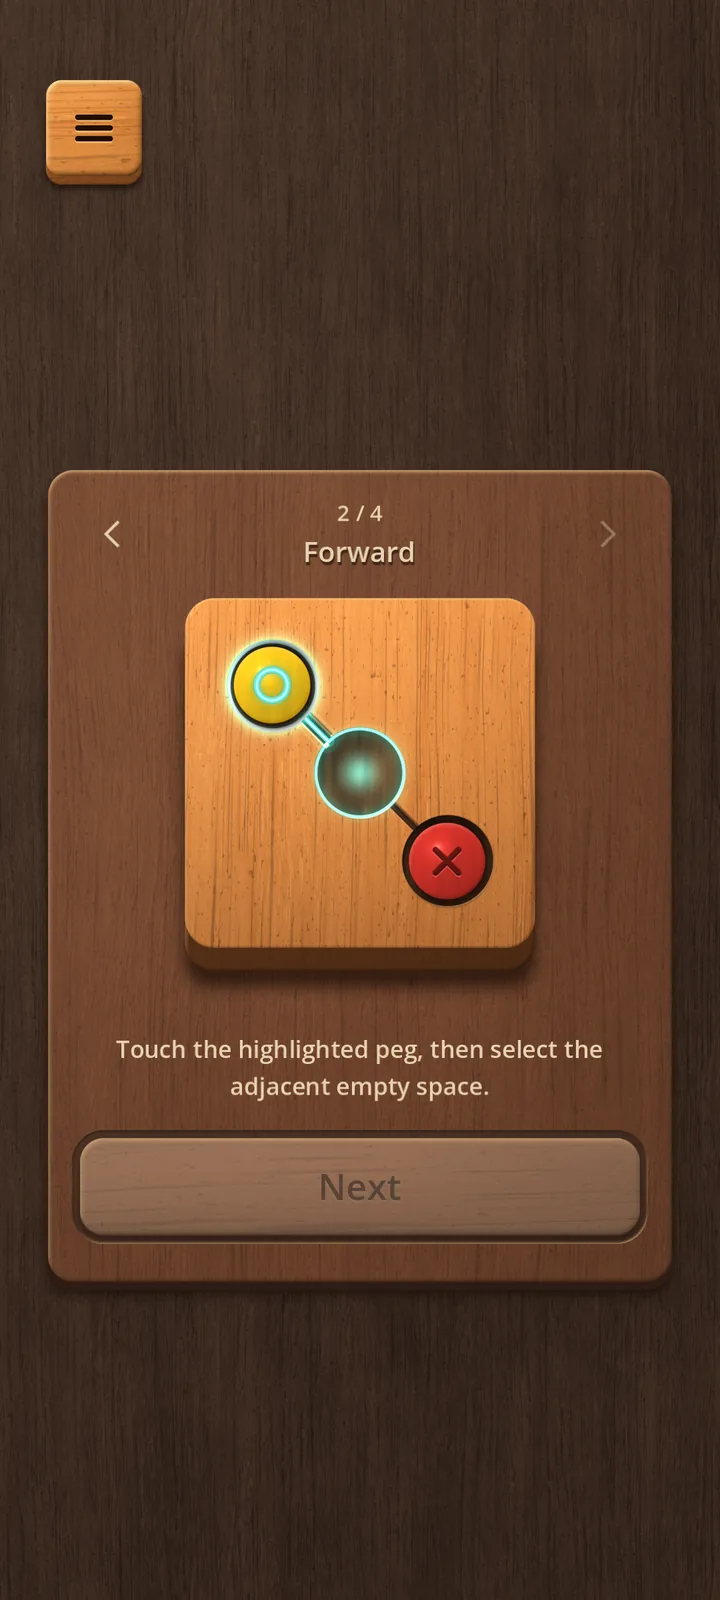 2 / 4
Forward
Touch the highlighted peg, then select the
adjacent empty space.
Next